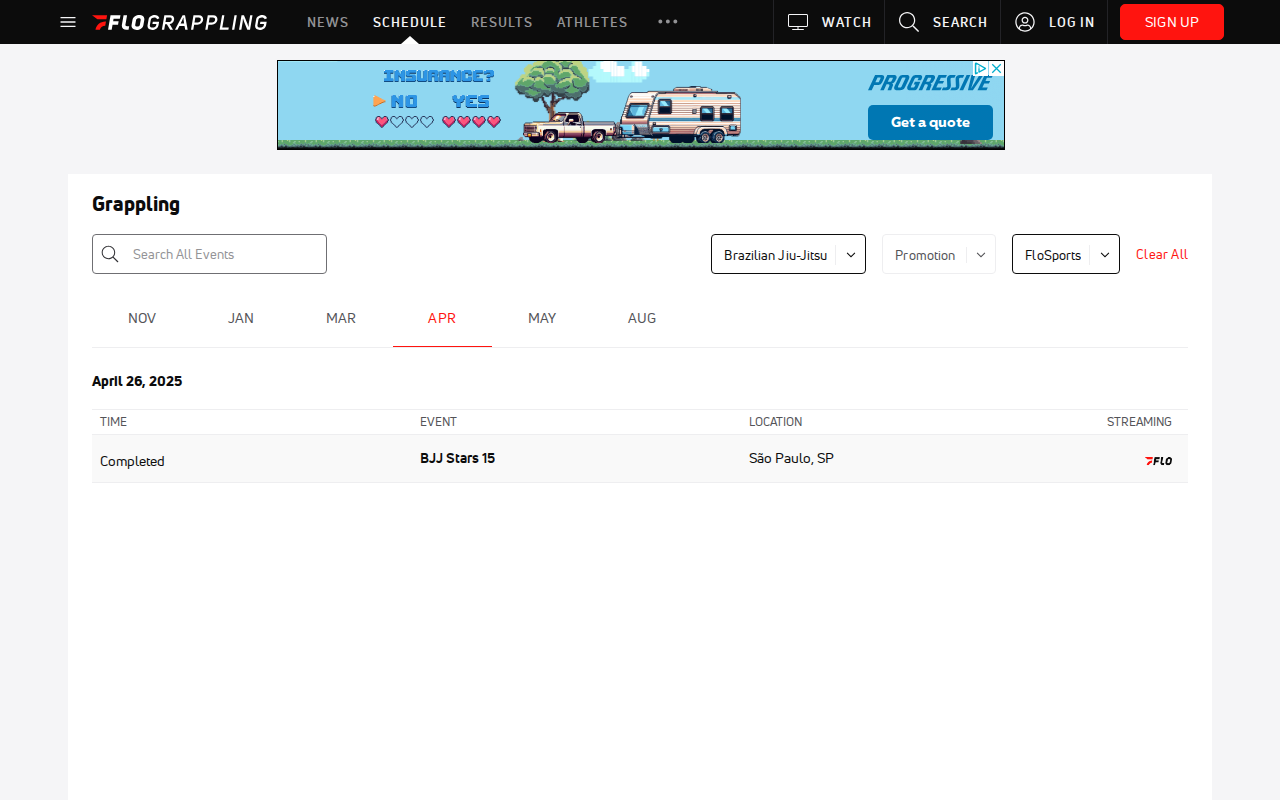 FLOGRAPPLING NEWS SCHEDULE RESULTS ATHLETES WATCH SEARCH LOG IN SIGN UP
INSURANCE?
NO YES
PROGRESSIVE
Get a quote
Grappling
Search All Events Brazilian Jiu-Jitsu Promotion FloSports Clear All
NOV JAN MAR APR MAY AUG
April 26, 2025
TIME EVENT LOCATION STREAMING
Completed BJJ Stars 15 São Paulo, SP FLO